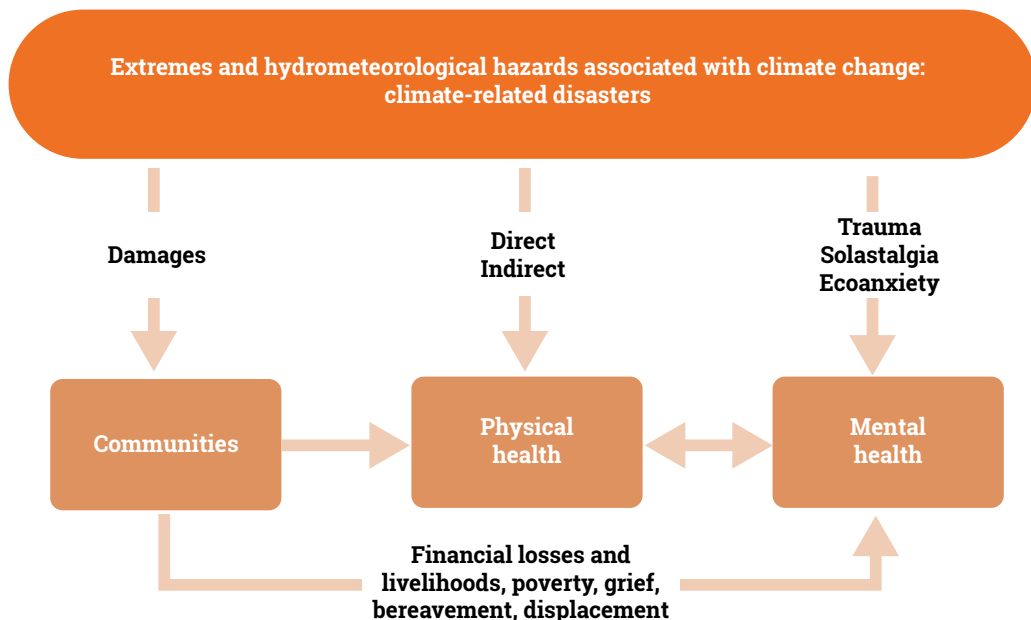 Extremes and hydrometeorological hazards associated with climate change:
climate-related disasters
Damages
Direct
Indirect
Trauma
Solastalgia
Ecoanxiety
Communities
Physical
health
Mental
health
Financial losses and
livelihoods, poverty, grief,
bereavement, displacement